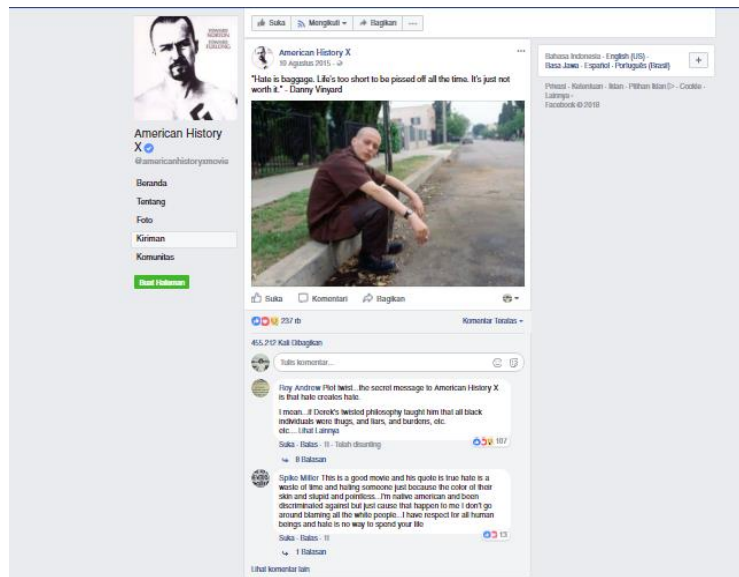 Suka
Mengikuti
Bagikan
EDWARD
NORTON
EDWARD
FURLONG
American History X
10 Agustus 2015
"Hate is baggage. Life's too short to be pissed off all the time. It's just not
worth it." - Danny Vinyard
American History
X
@americanhistoryxmovie
Beranda
Tentang
Foto
Kiriman
Komunitas
Buat Halaman
Suka Komentari Bagikan
237 rb Komentar Teratas
455.212 Kali Dibagikan
Tulis komentar...
Roy Andrew Plot twist...the secret message to American History X
is that hate creates hate.
I mean...if Derek's twisted philosophy taught him that all black
individuals were thugs, and liars, and burdens, etc.
etc.... Lihat Lainnya
Suka · Balas · 1t · Telah disunting 107
8 Balasan
Spike Miller This is a good movie and his quote is true hate is a
waste of time and hating someone just because the color of their
skin and stupid and pointless...I'm native american and been
discriminated against but just cause that happen to me I don't go
around blaming all the white people...I have respect for all human
beings and hate is no way to spend your life
Suka · Balas · 1t 13
1 Balasan
Lihat komentar lain
Bahasa Indonesia · English (US) ·
Basa Jawa · Español · Português (Brasil)
Privasi · Ketentuan · Iklan · Pilihan Iklan · Cookie ·
Lainnya ·
Facebook © 2018